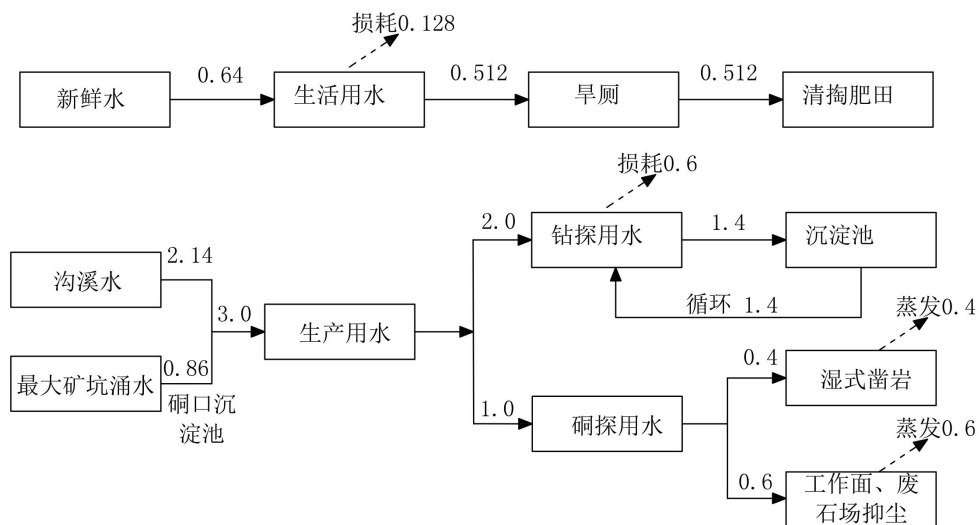 损耗0.128
新鲜水
0.64
生活用水
0.512
旱厕
0.512
清掏肥田
损耗0.6
沟溪水
2.14
最大矿坑涌水
0.86
硐口沉
淀池
3.0
生产用水
2.0
钻探用水
1.4
沉淀池
循环 1.4
1.0
硐探用水
0.4
湿式凿岩
蒸发0.4
0.6
工作面、废
石场抑尘
蒸发0.6